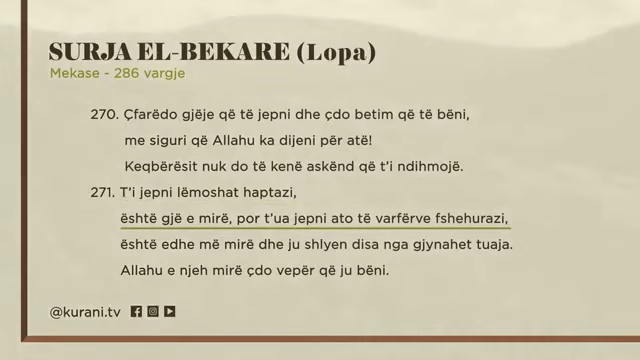 SURJA EL-BEKARE (Lopa)
Mekase - 286 vargje
270. Çfarëdo gjëje që të jepni dhe çdo betim që të bëni,
me siguri që Allahu ka dijeni për atë!
Keqbërësit nuk do të kenë askënd që t'i ndihmojë.
271. T'i jepni lëmoshat haptazi,
është gjë e mirë, por t'ua jepni ato të varfërve fshehurazi,
është edhe më mirë dhe ju shlyen disa nga gjynahet tuaja.
Allahu e njeh mirë çdo vepër që ju bëni.
@kurani.tv